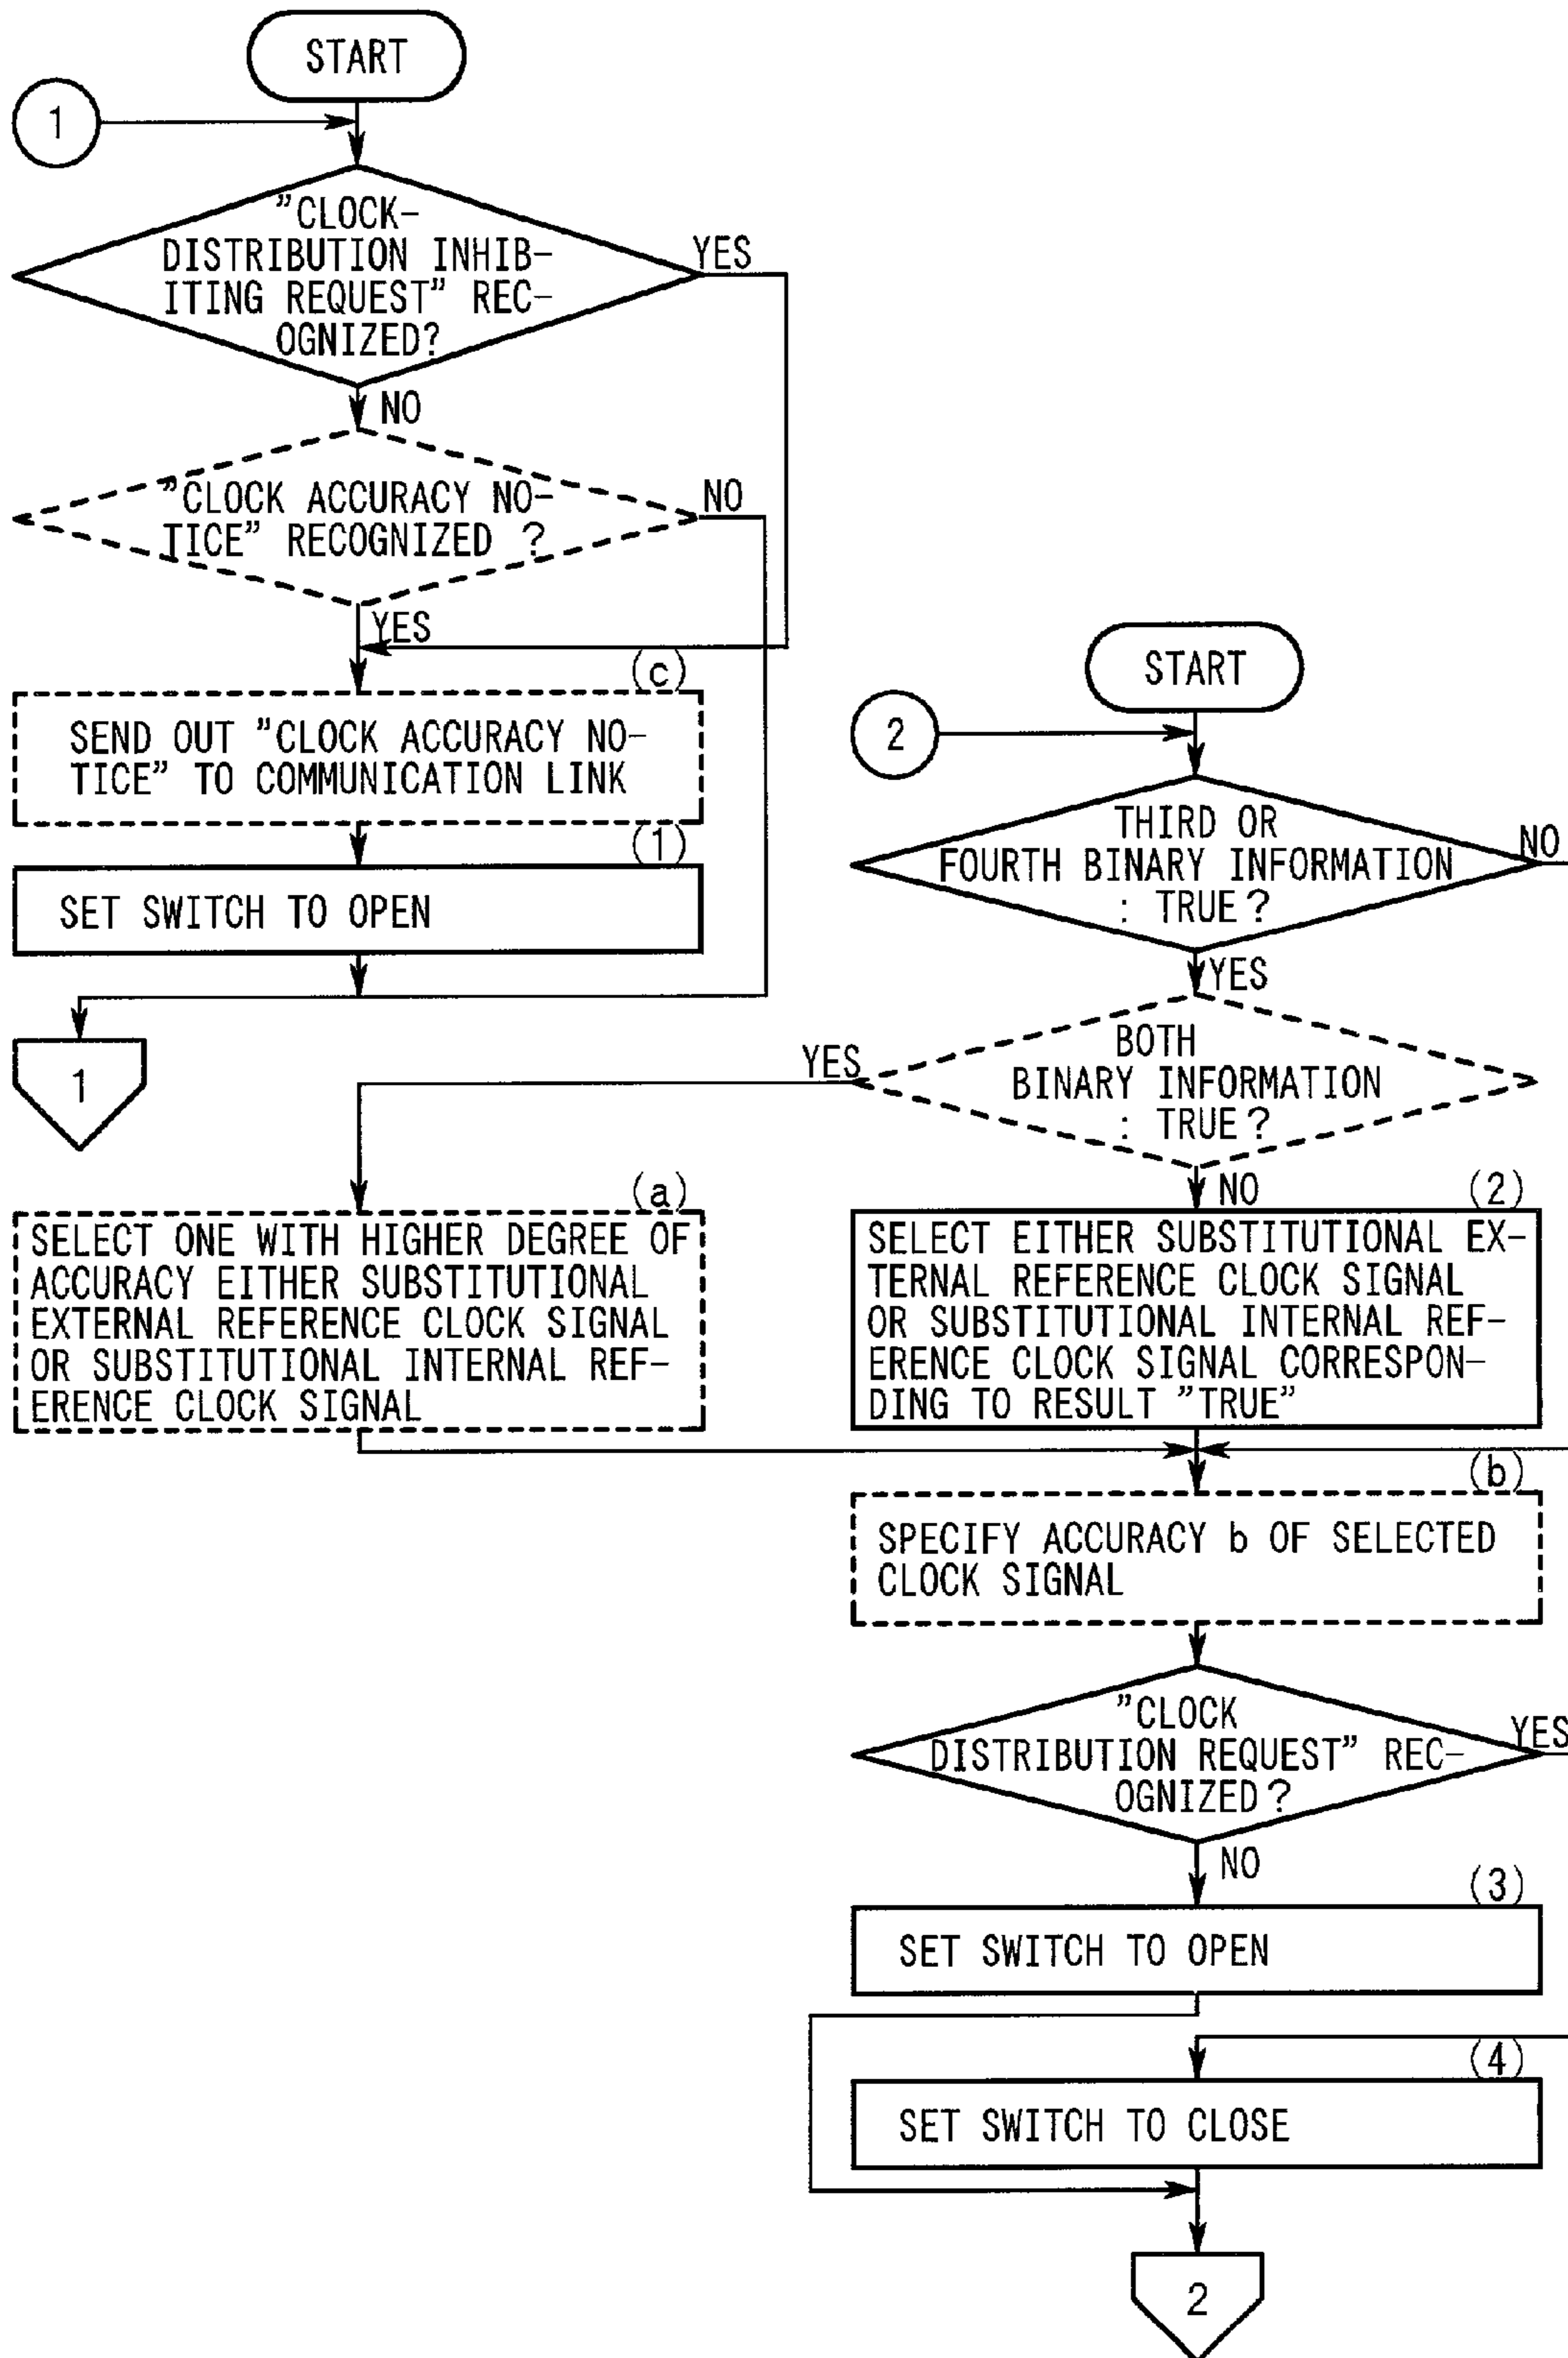 START
1
”CLOCK-
DISTRIBUTION INHIB-
ITING REQUEST” REC-
OGNIZED?
YES
NO
”CLOCK ACCURACY NO-
TICE” RECOGNIZED ?
NO
YES
(c)
SEND OUT ”CLOCK ACCURACY NO-
TICE” TO COMMUNICATION LINK
(1)
SET SWITCH TO OPEN
1
START
2
THIRD OR
FOURTH BINARY INFORMATION
: TRUE?
NO
YES
BOTH
BINARY INFORMATION
: TRUE?
YES
NO
(a)
SELECT ONE WITH HIGHER DEGREE OF
ACCURACY EITHER SUBSTITUTIONAL
EXTERNAL REFERENCE CLOCK SIGNAL
OR SUBSTITUTIONAL INTERNAL REF-
ERENCE CLOCK SIGNAL
(2)
SELECT EITHER SUBSTITUTIONAL EX-
TERNAL REFERENCE CLOCK SIGNAL
OR SUBSTITUTIONAL INTERNAL REF-
ERENCE CLOCK SIGNAL CORRESPON-
DING TO RESULT ”TRUE”
(b)
SPECIFY ACCURACY b OF SELECTED
CLOCK SIGNAL
”CLOCK
DISTRIBUTION REQUEST” REC-
OGNIZED?
YES
NO
(3)
SET SWITCH TO OPEN
(4)
SET SWITCH TO CLOSE
2